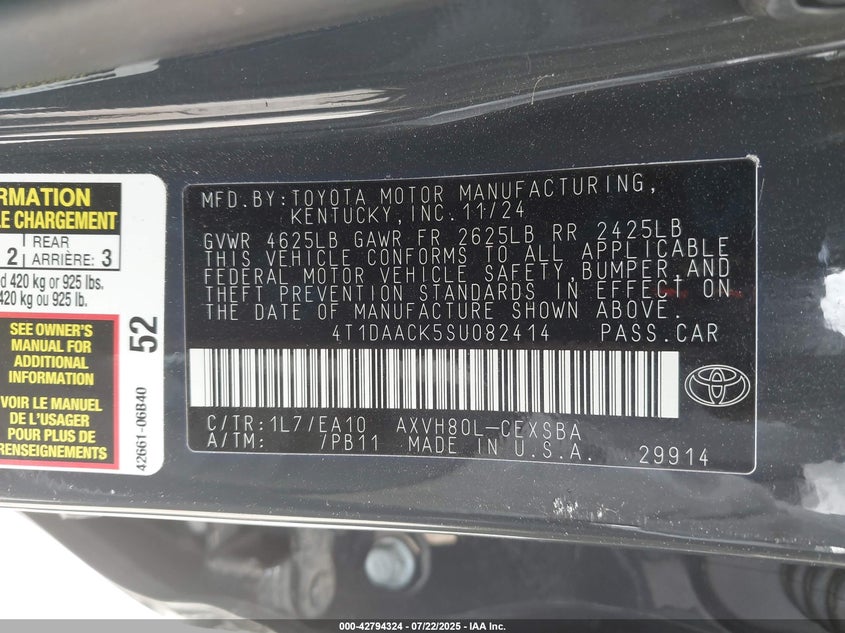 RMATION
LE CHARGEMENT
2 REAR
ARRIÈRE: 3
d 420 kg or 925 lbs.
420 kg ou 925 lb.
SEE OWNER'S
MANUAL FOR
ADDITIONAL
INFORMATION
VOIR LE MANUEL
DE L'USAGER
POUR PLUS DE
RENSEIGNEMENTS
52
42661-06B40
MFD.BY:TOYOTA MOTOR MANUFACTURING,
KENTUCKY,INC.11/24
GVWR 4625LB GAWR FR 2625LB RR 2425LB
THIS VEHICLE CONFORMS TO ALL APPLICABLE
FEDERAL MOTOR VEHICLE SAFETY,BUMPER,AND
THEFT PREVENTION STANDARDS IN EFFECT ON
THE DATE OF MANUFACTURE SHOWN ABOVE.
4T1DAACK5SU082414 PASS.CAR
C/TR:1L7/EA10 AXVH80L-CEXSBA
A/TM: 7PB11 MADE IN U.S.A. 29914
000-42794324 - 07/22/2025 - IAA Inc.